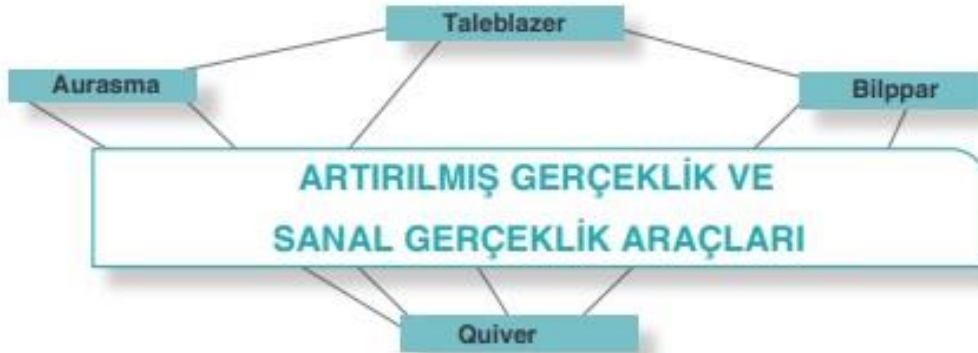 Taleblazer
Aurasma
Bilppar
ARTIRILMIŞ GERÇEKLİK VE
SANAL GERÇEKLİK ARAÇLARI
Quiver